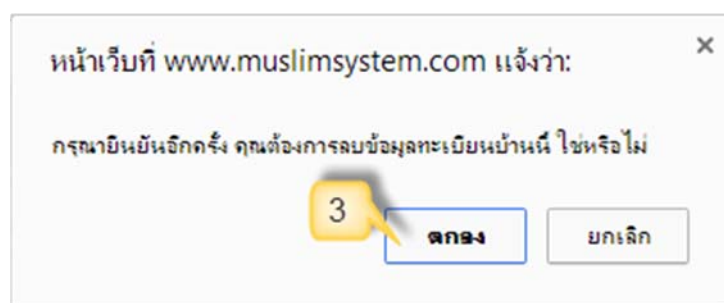 หน้าเว็บที่ www.muslimsystem.com แจ้งว่า:
×
กรุณายืนยันอีกครั้ง คุณต้องการลบข้อมูลทะเบียนบ้านนี้ ใช่หรือไม่
3
ตกลง
ยกเลิก